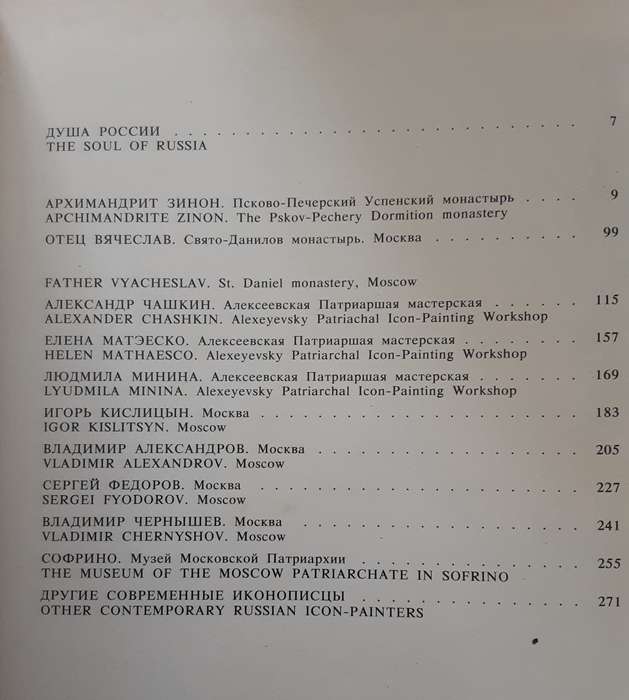 ДУША РОССИИ . . . . . . . . . . . . . . . . . . . . . . . . . . . . . 7
THE SOUL OF RUSSIA
АРХИМАНДРИТ ЗИНОН. Псково-Печерский Успенский монастырь . . . . 9
APCHIMANDRITE ZINON. The Pskov-Pechery Dormition monastery
ОТЕЦ ВЯЧЕСЛАВ. Свято-Данилов монастырь. Москва . . . . . . . . . . 99
FATHER VYACHESLAV. St. Daniel monastery, Moscow
АЛЕКСАНДР ЧАШКИН. Алексеевская Патриаршая мастерская . . . . . . 115
ALEXANDER CHASHKIN. Alexeyevsky Patriachal Icon-Painting Workshop
ЕЛЕНА МАТЭЕСКО. Алексеевская Патриаршая мастерская . . . . . . . . 157
HELEN MATHAESCO. Alexeyevsky Patriarchal Icon-Painting Workshop
ЛЮДМИЛА МИНИНА. Алексеевская Патриаршая мастерская . . . . . . . 169
LYUDMILA MININA. Alexeyevsky Patriarchal Icon-Painting Workshop
ИГОРЬ КИСЛИЦЫН. Москва . . . . . . . . . . . . . . . . . . . . . . 183
IGOR KISLITSYN. Moscow
ВЛАДИМИР АЛЕКСАНДРОВ. Москва . . . . . . . . . . . . . . . . . . 205
VLADIMIR ALEXANDROV. Moscow
СЕРГЕЙ ФЕДОРОВ. Москва . . . . . . . . . . . . . . . . . . . . . . 227
SERGEI FYODOROV. Moscow
ВЛАДИМИР ЧЕРНЫШЕВ. Москва . . . . . . . . . . . . . . . . . . . 241
VLADIMIR CHERNYSHOV. Moscow
СОФРИНО. Музей Московской Патриархии . . . . . . . . . . . . . . . 255
THE MUSEUM OF THE MOSCOW PATRIARCHATE IN SOFRINO
ДРУГИЕ СОВРЕМЕННЫЕ ИКОНОПИСЦЫ . . . . . . . . . . . . . . . 271
OTHER CONTEMPORARY RUSSIAN ICON-PAINTERS